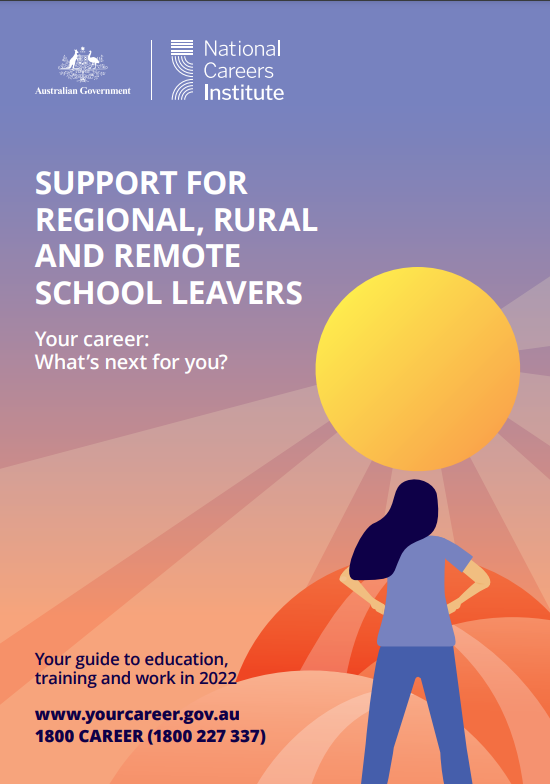 Australian Government
National
Careers
Institute
SUPPORT FOR
REGIONAL, RURAL
AND REMOTE
SCHOOL LEAVERS
Your career:
What's next for you?
Your guide to education,
training and work in 2022
www.yourcareer.gov.au
1800 CAREER (1800 227 337)